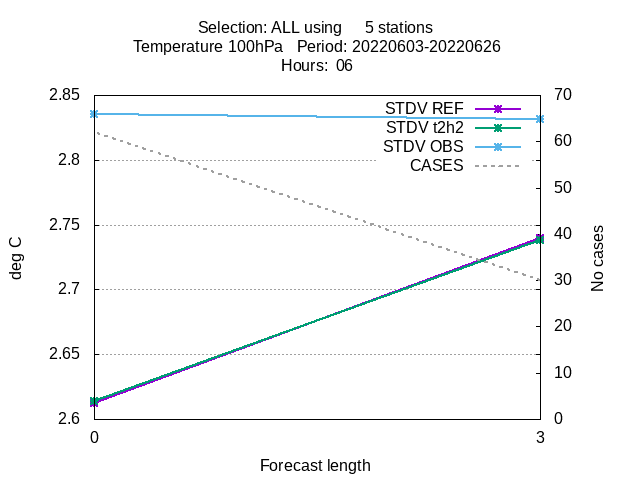 Selection: ALL using 5 stations
Temperature 100hPa Period: 20220603-20220626
Hours: 06
2.85
2.8
2.75
2.7
2.65
2.6
70
60
50
40
30
20
10
0
STDV REF
STDV t2h2
STDV OBS
CASES
deg C
No cases
0
3
Forecast length